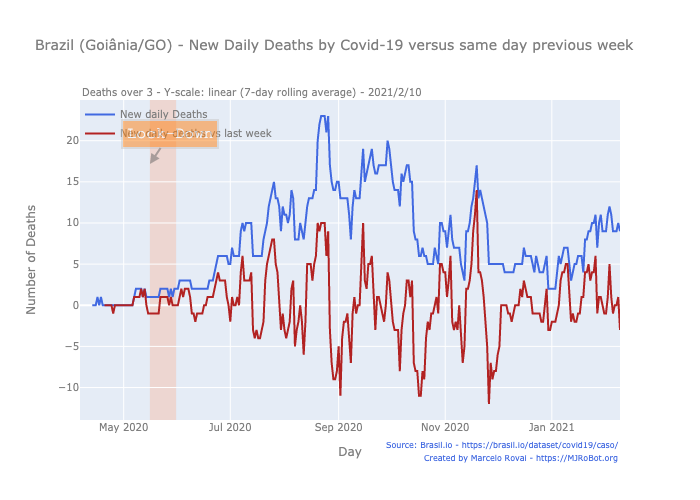 Brazil (Goiânia/GO) - New Daily Deaths by Covid-19 versus same day previous week
Deaths over 3 - Y-scale: linear (7-day rolling average) - 2021/2/10
New daily Deaths
New daily deaths vs last week
Number of Deaths
20
15
10
5
0
−5
−10
May 2020
Jul 2020
Sep 2020
Nov 2020
Jan 2021
Day
Source: Brasil.io - https://brasil.io/dataset/covid19/caso/
Created by Marcelo Rovai - https://MJRoBot.org